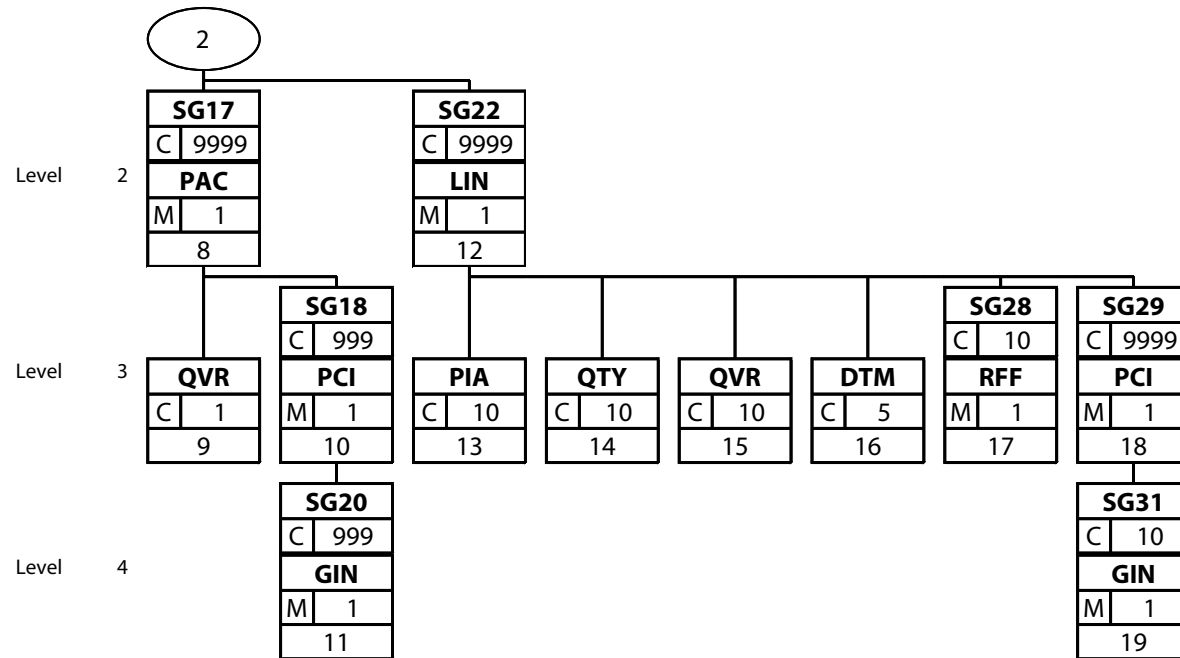 2
SG17 SG22
C 9999 C 9999
Level 2 PAC LIN
M 1 M 1
8 12
SG18 SG28 SG29
C 999 C 10 C 9999
Level 3 QVR PCI PIA QTY QVR DTM RFF PCI
C 1 M 1 C 10 C 10 C 10 C 5 M 1 M 1
9 10 13 14 15 16 17 18
SG20 SG31
C 999 C 10
Level 4 GIN GIN
M 1 M 1
11 19